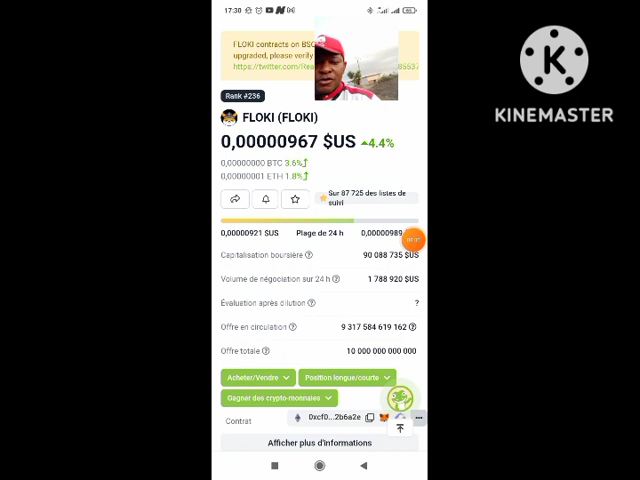 17:30
FLOKI contracts on BSC
upgraded, please verify
https://twitter.com/Rea
Rank #236
FLOKI (FLOKI)
0,00000967 $US 4.4%
0,00000000 BTC 3.6%
0,00000001 ETH 1.8%
Sur 87 725 des listes de
suivi
0,00000921 $US Plage de 24 h 0,00000989
Capitalisation boursière 90 088 735 $US
Volume de négociation sur 24 h 1 788 920 $US
Évaluation après dilution ?
Offre en circulation 9 317 584 619 162
Offre totale 10 000 000 000 000
Acheter/Vendre Position longue/courte
Gagner des crypto-monnaies
Contrat 0xcf0...2b6a2e
Afficher plus d'informations
K
KINEMASTER